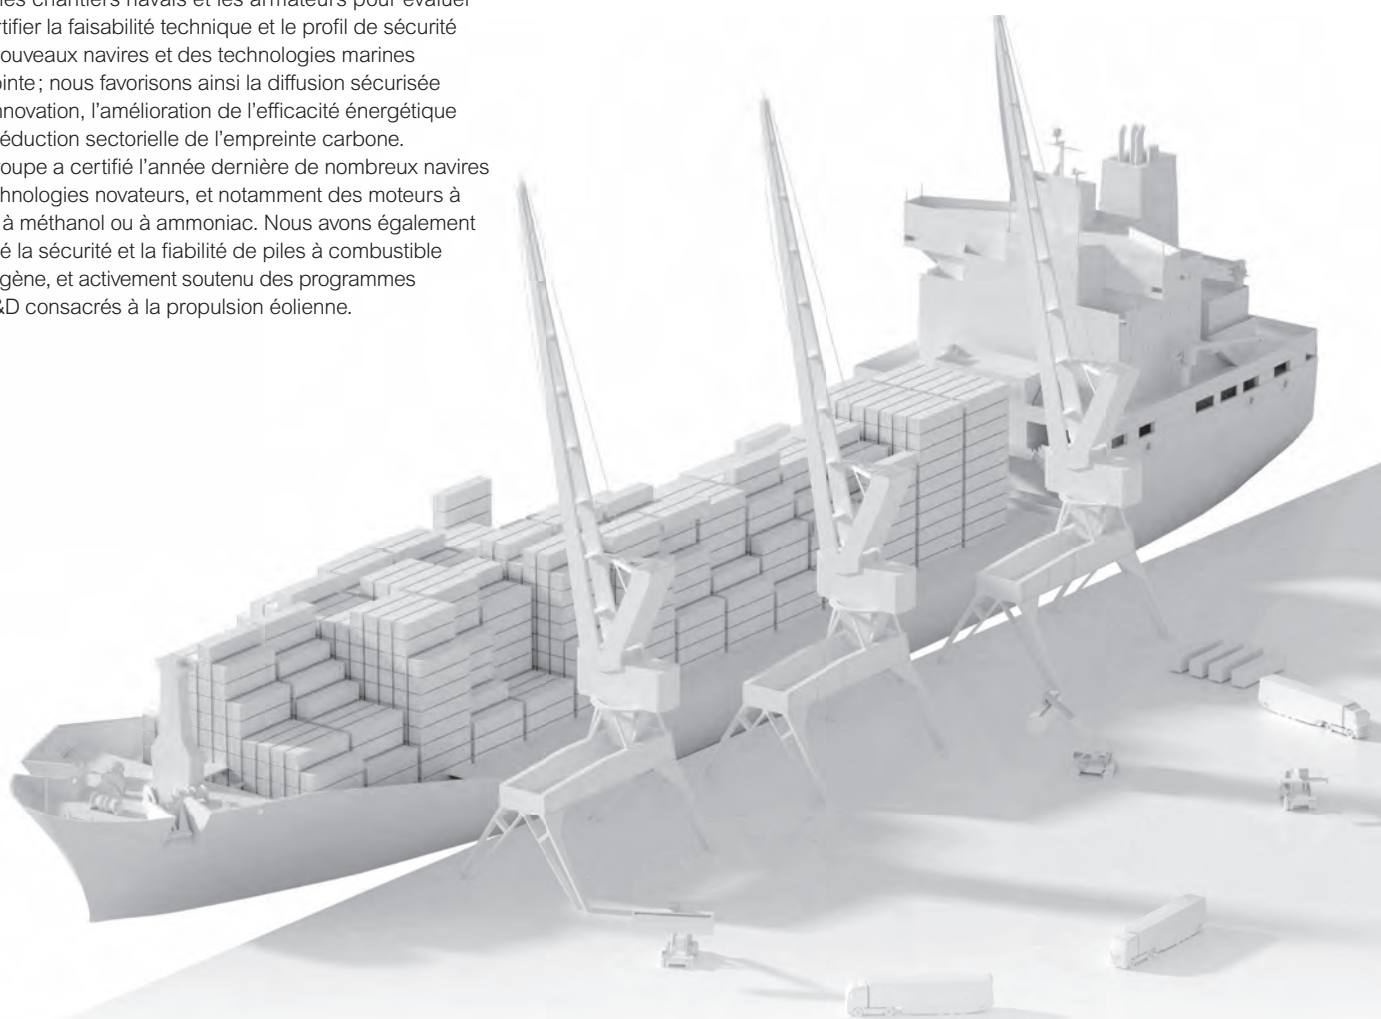 les chantiers navals et les armateurs pour évaluer
rtifier la faisabilité technique et le profil de sécurité
ouveaux navires et des technologies marines
ointe ; nous favorisons ainsi la diffusion sécurisée
nnovation, l’amélioration de l’efficacité énergétique
éduction sectorielle de l’empreinte carbone.
roupe a certifié l’année dernière de nombreux navires
chnologies novateurs, et notamment des moteurs à
à méthanol ou à ammoniac. Nous avons également
é la sécurité et la fiabilité de piles à combustible
gène, et activement soutenu des programmes
&D consacrés à la propulsion éolienne.